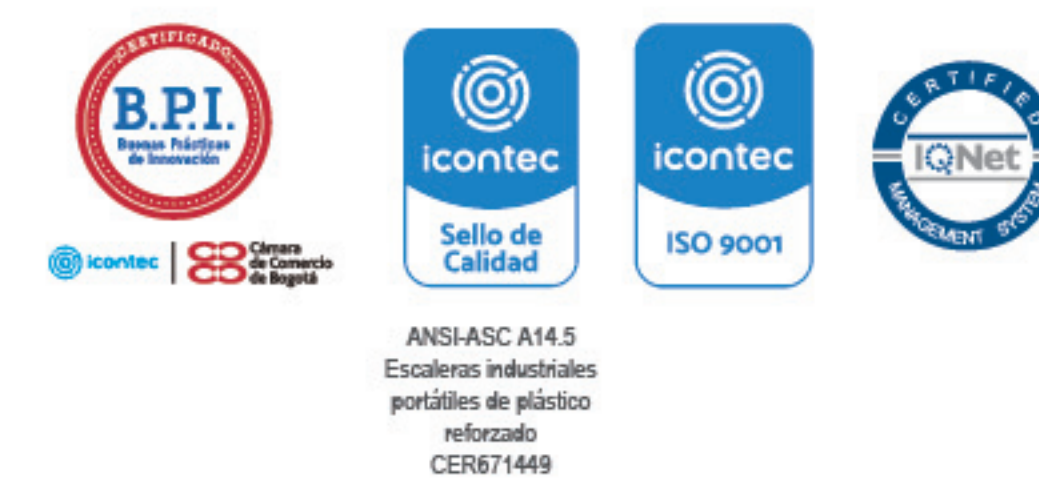 CERTIFICADO
B.P.I.
Buenas Prácticas
de Innovación
icontec
Cámara
de Comercio
de Bogotá
icontec
Sello de
Calidad
ANSI-ASC A14.5
Escaleras industriales
portátiles de plástico
reforzado
CER671449
icontec
ISO 9001
CERTIFIED
IQNet
MANAGEMENT SYSTEM